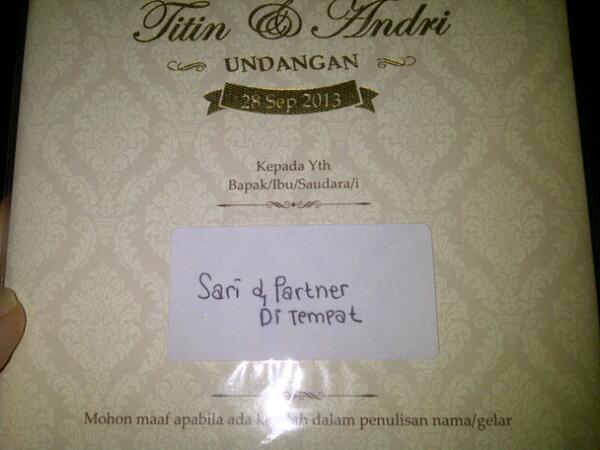 Titin & Andri
UNDANGAN
28 Sep 2013
Kepada Yth
Bapak/Ibu/Saudara/i
Sari & Partner
Di Tempat
Mohon maaf apabila ada dalam penulisan nama/gelar